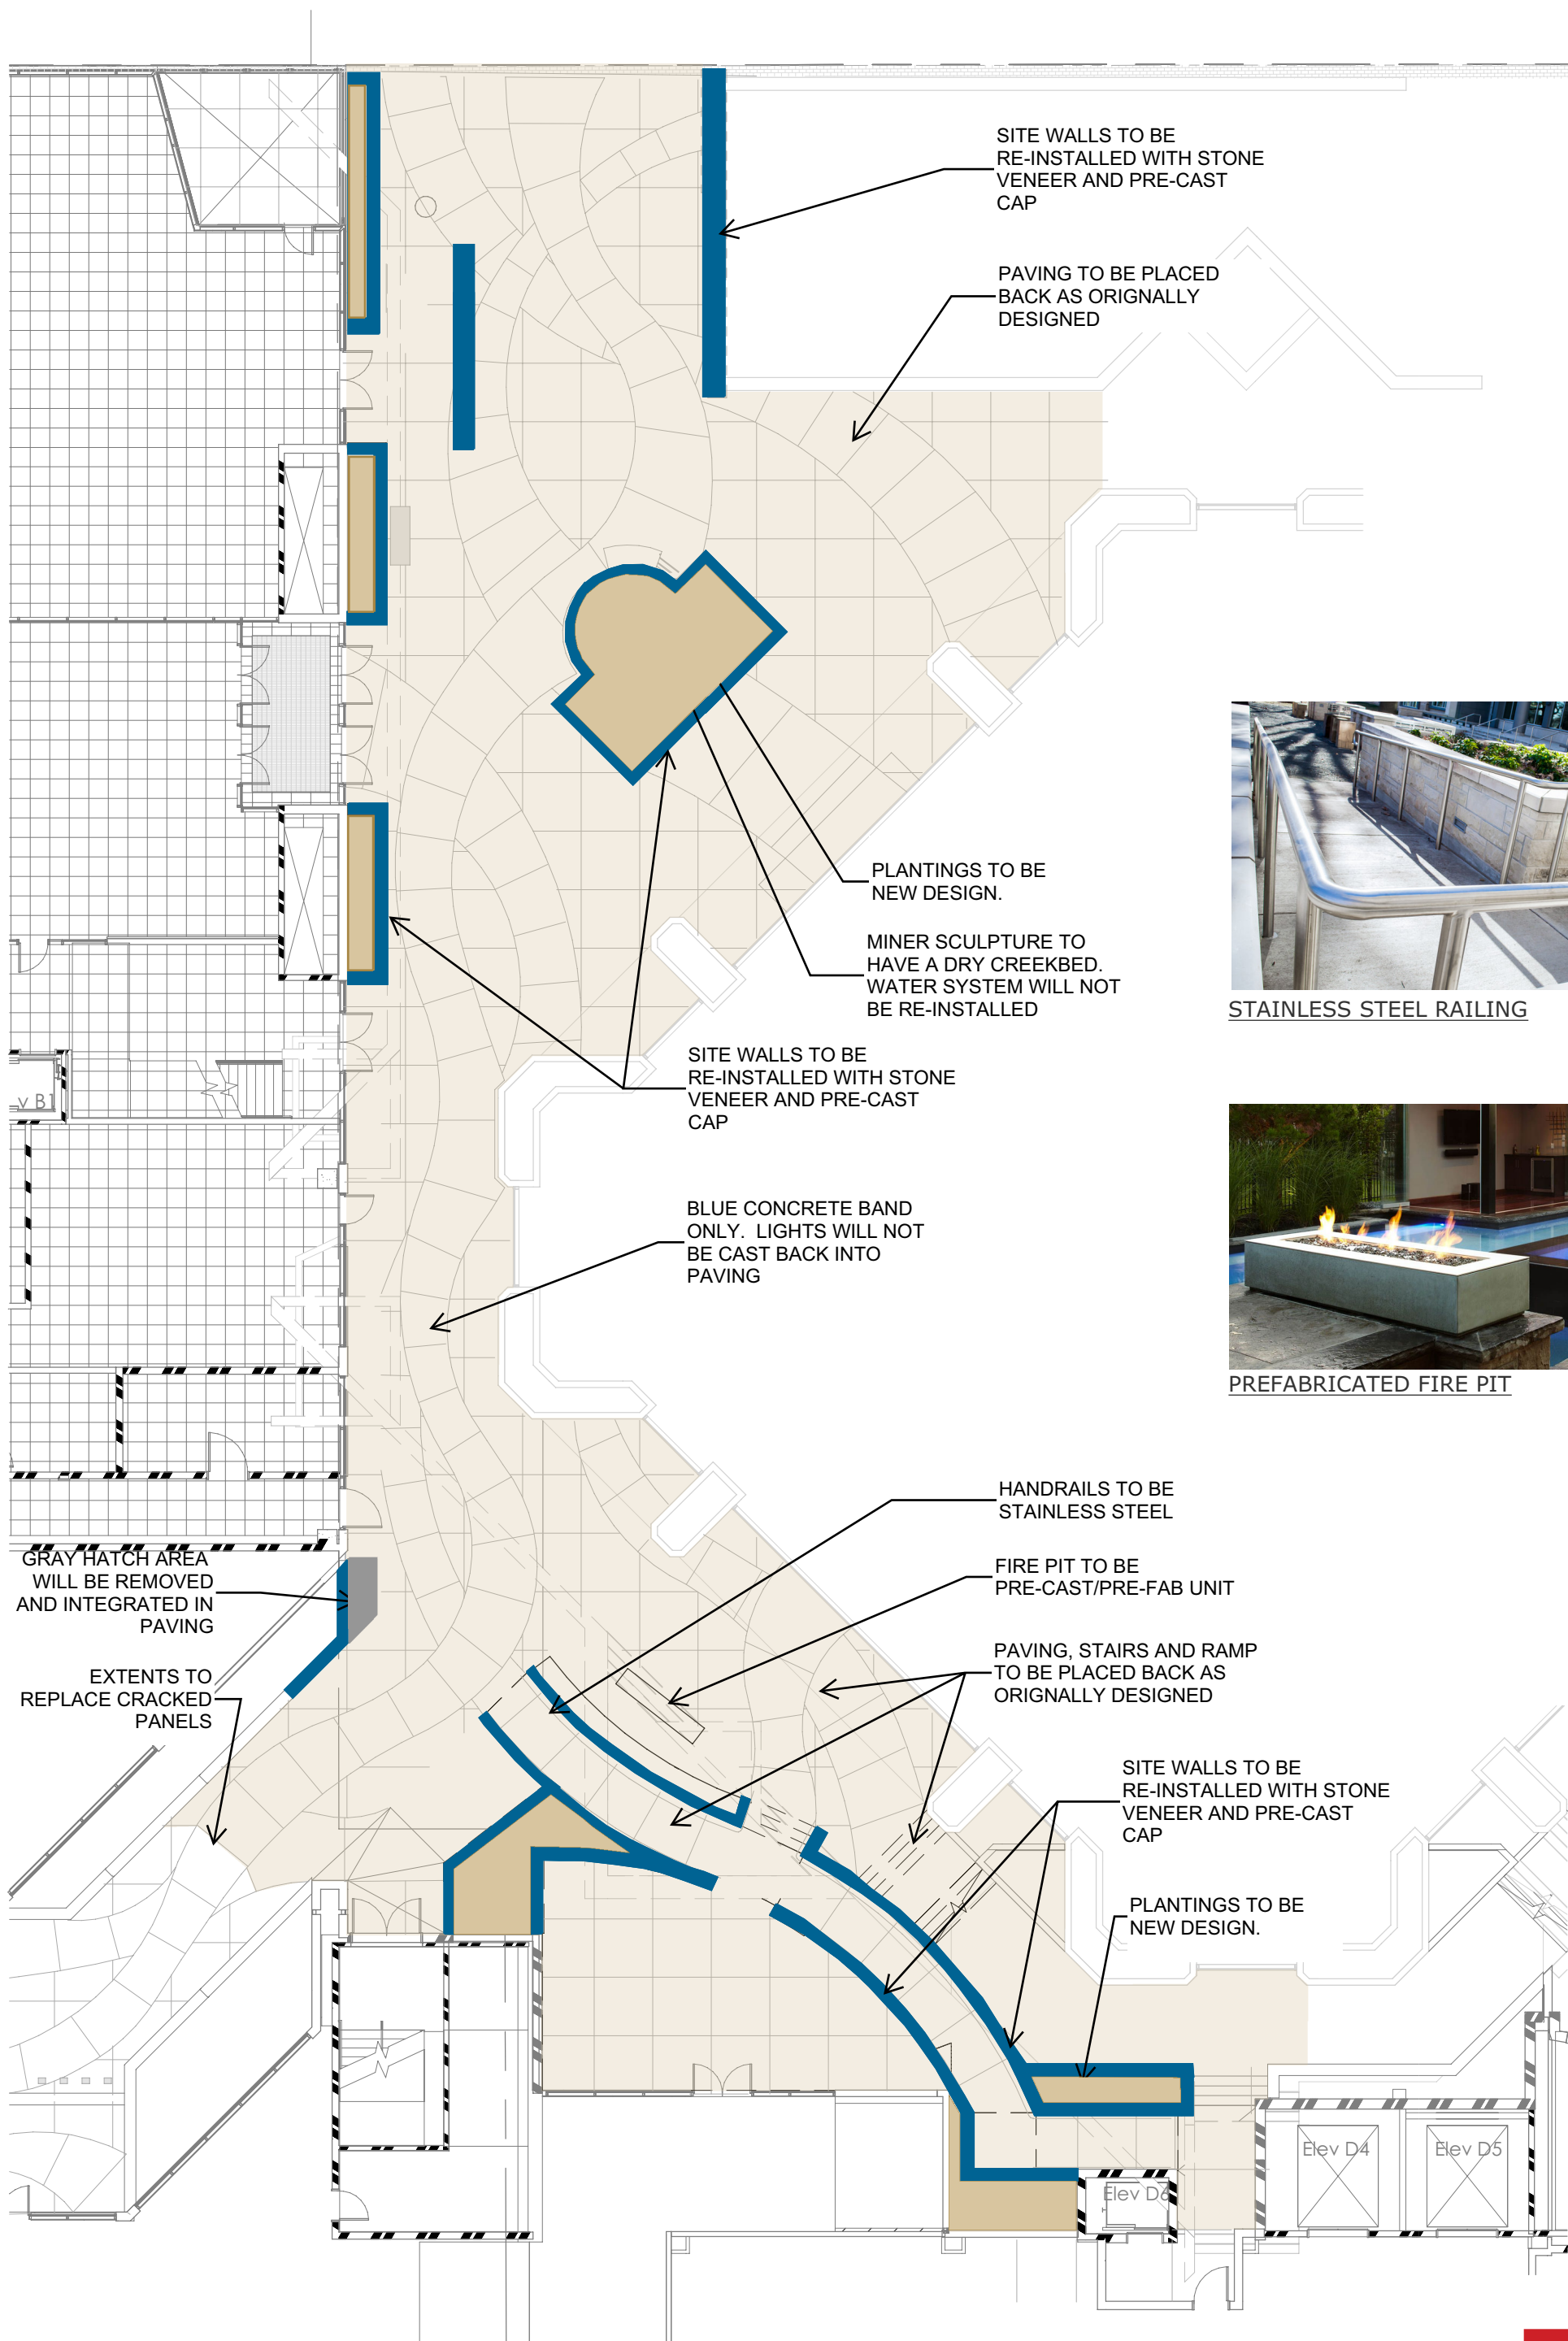 SITE WALLS TO BE
RE-INSTALLED WITH STONE
VENEER AND PRE-CAST
CAP
PAVING TO BE PLACED
BACK AS ORIGNALLY
DESIGNED
PLANTINGS TO BE
NEW DESIGN.
MINER SCULPTURE TO
HAVE A DRY CREEKBED.
WATER SYSTEM WILL NOT
BE RE-INSTALLED
STAINLESS STEEL RAILING
SITE WALLS TO BE
RE-INSTALLED WITH STONE
VENEER AND PRE-CAST
CAP
v B1
BLUE CONCRETE BAND
ONLY.  LIGHTS WILL NOT
BE CAST BACK INTO
PAVING
PREFABRICATED FIRE PIT
HANDRAILS TO BE
STAINLESS STEEL
GRAY HATCH AREA
WILL BE REMOVED
AND INTEGRATED IN
PAVING
FIRE PIT TO BE
PRE-CAST/PRE-FAB UNIT
EXTENTS TO
REPLACE CRACKED
PANELS
PAVING, STAIRS AND RAMP
TO BE PLACED BACK AS
ORIGNALLY DESIGNED
SITE WALLS TO BE
RE-INSTALLED WITH STONE
VENEER AND PRE-CAST
CAP
PLANTINGS TO BE
NEW DESIGN.
Elev D4
Elev D5
Elev D6